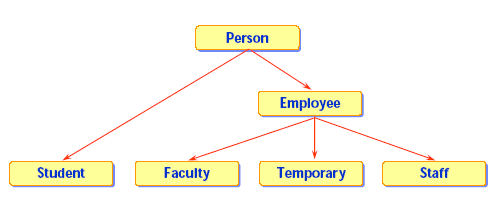 Person
Employee
Student
Faculty
Temporary
Staff